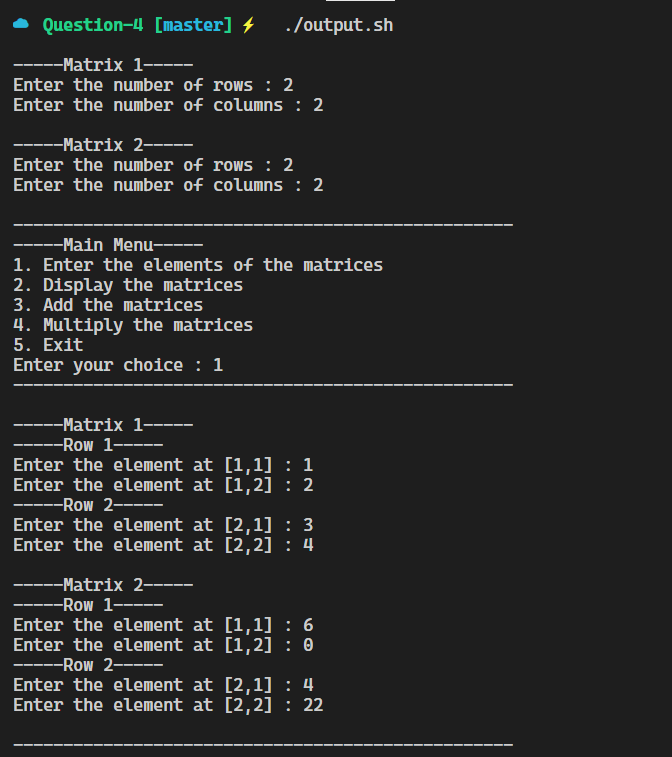 Question-4 [master] ⚡ ./output.sh
-----Matrix 1-----
Enter the number of rows : 2
Enter the number of columns : 2
-----Matrix 2-----
Enter the number of rows : 2
Enter the number of columns : 2
--------------------------------------------------
-----Main Menu-----
1. Enter the elements of the matrices
2. Display the matrices
3. Add the matrices
4. Multiply the matrices
5. Exit
Enter your choice : 1
--------------------------------------------------
-----Matrix 1-----
-----Row 1-----
Enter the element at [1,1] : 1
Enter the element at [1,2] : 2
-----Row 2-----
Enter the element at [2,1] : 3
Enter the element at [2,2] : 4
-----Matrix 2-----
-----Row 1-----
Enter the element at [1,1] : 6
Enter the element at [1,2] : 0
-----Row 2-----
Enter the element at [2,1] : 4
Enter the element at [2,2] : 22
--------------------------------------------------